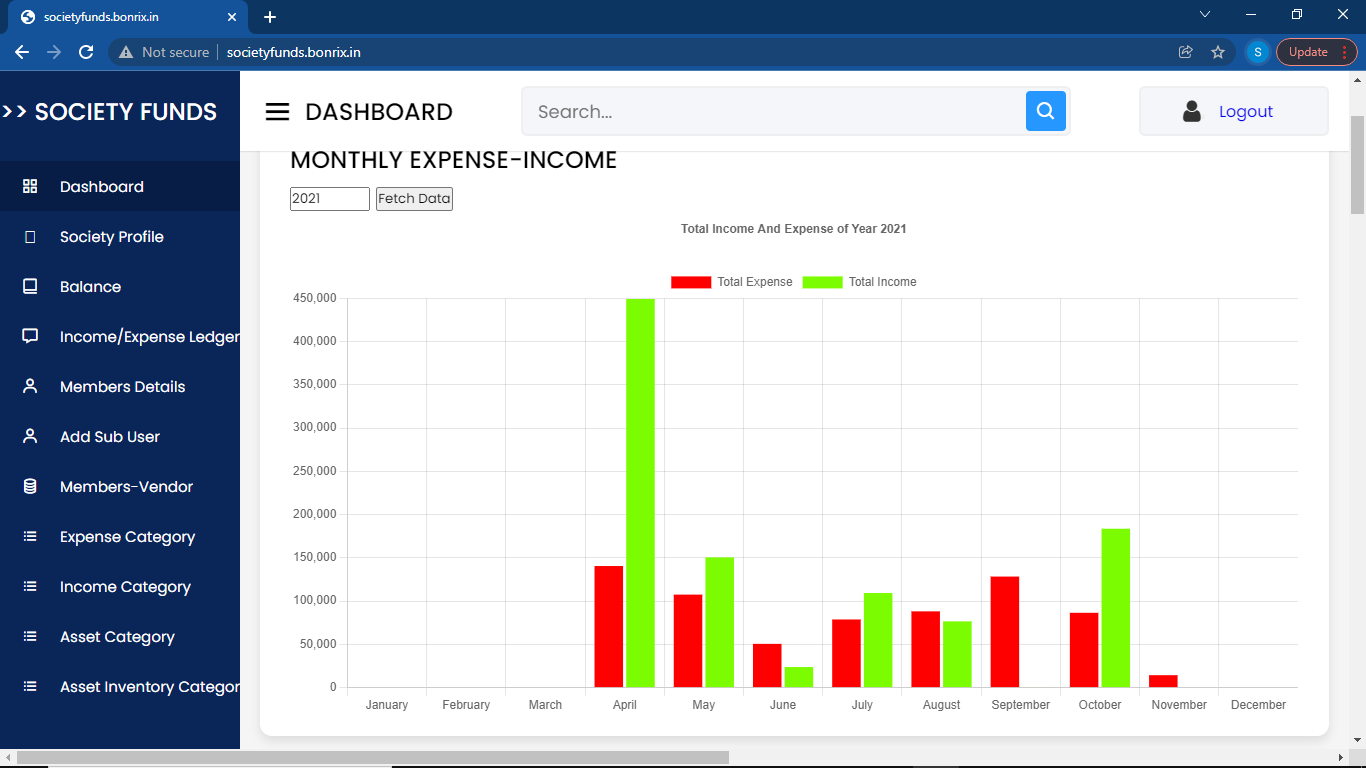 societyfunds.bonrix.in
Not secure societyfunds.bonrix.in S Update
>> SOCIETY FUNDS
DASHBOARD
Search...
Logout
Dashboard
Society Profile
Balance
Income/Expense Ledger
Members Details
Add Sub User
Members-Vendor
Expense Category
Income Category
Asset Category
Asset Inventory Categor
MONTHLY EXPENSE-INCOME
2021 Fetch Data
Total Income And Expense of Year 2021
Total Expense Total Income
450,000
400,000
350,000
300,000
250,000
200,000
150,000
100,000
50,000
0
January February March April May June July August September October November December